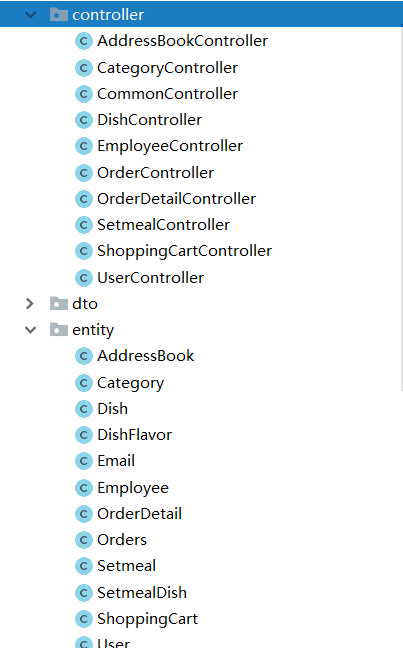 controller
AddressBookController
CategoryController
CommonController
DishController
EmployeeController
OrderController
OrderDetailController
SetmealController
ShoppingCartController
UserController
dto
entity
AddressBook
Category
Dish
DishFlavor
Email
Employee
OrderDetail
Orders
Setmeal
SetmealDish
ShoppingCart
User